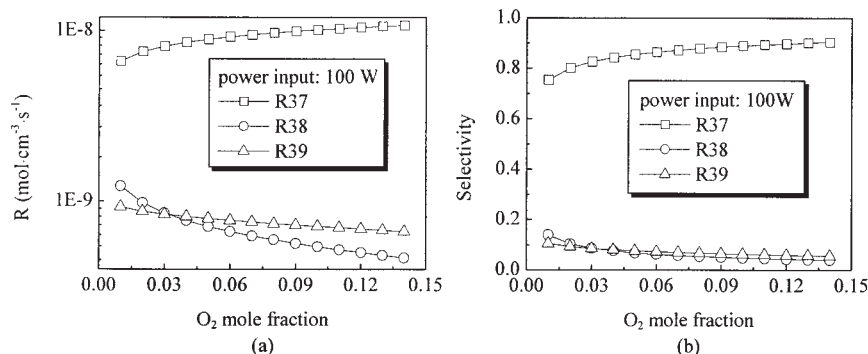 1E-8
1E-9
R (mol·cm⁻³·s⁻¹)
power input: 100 W
R37
R38
R39
0.00 0.03 0.06 0.09 0.12 0.15
O₂ mole fraction
(a)
1.0
0.8
0.6
0.4
0.2
0.0
Selectivity
power input: 100W
R37
R38
R39
0.00 0.03 0.06 0.09 0.12 0.15
O₂ mole fraction
(b)